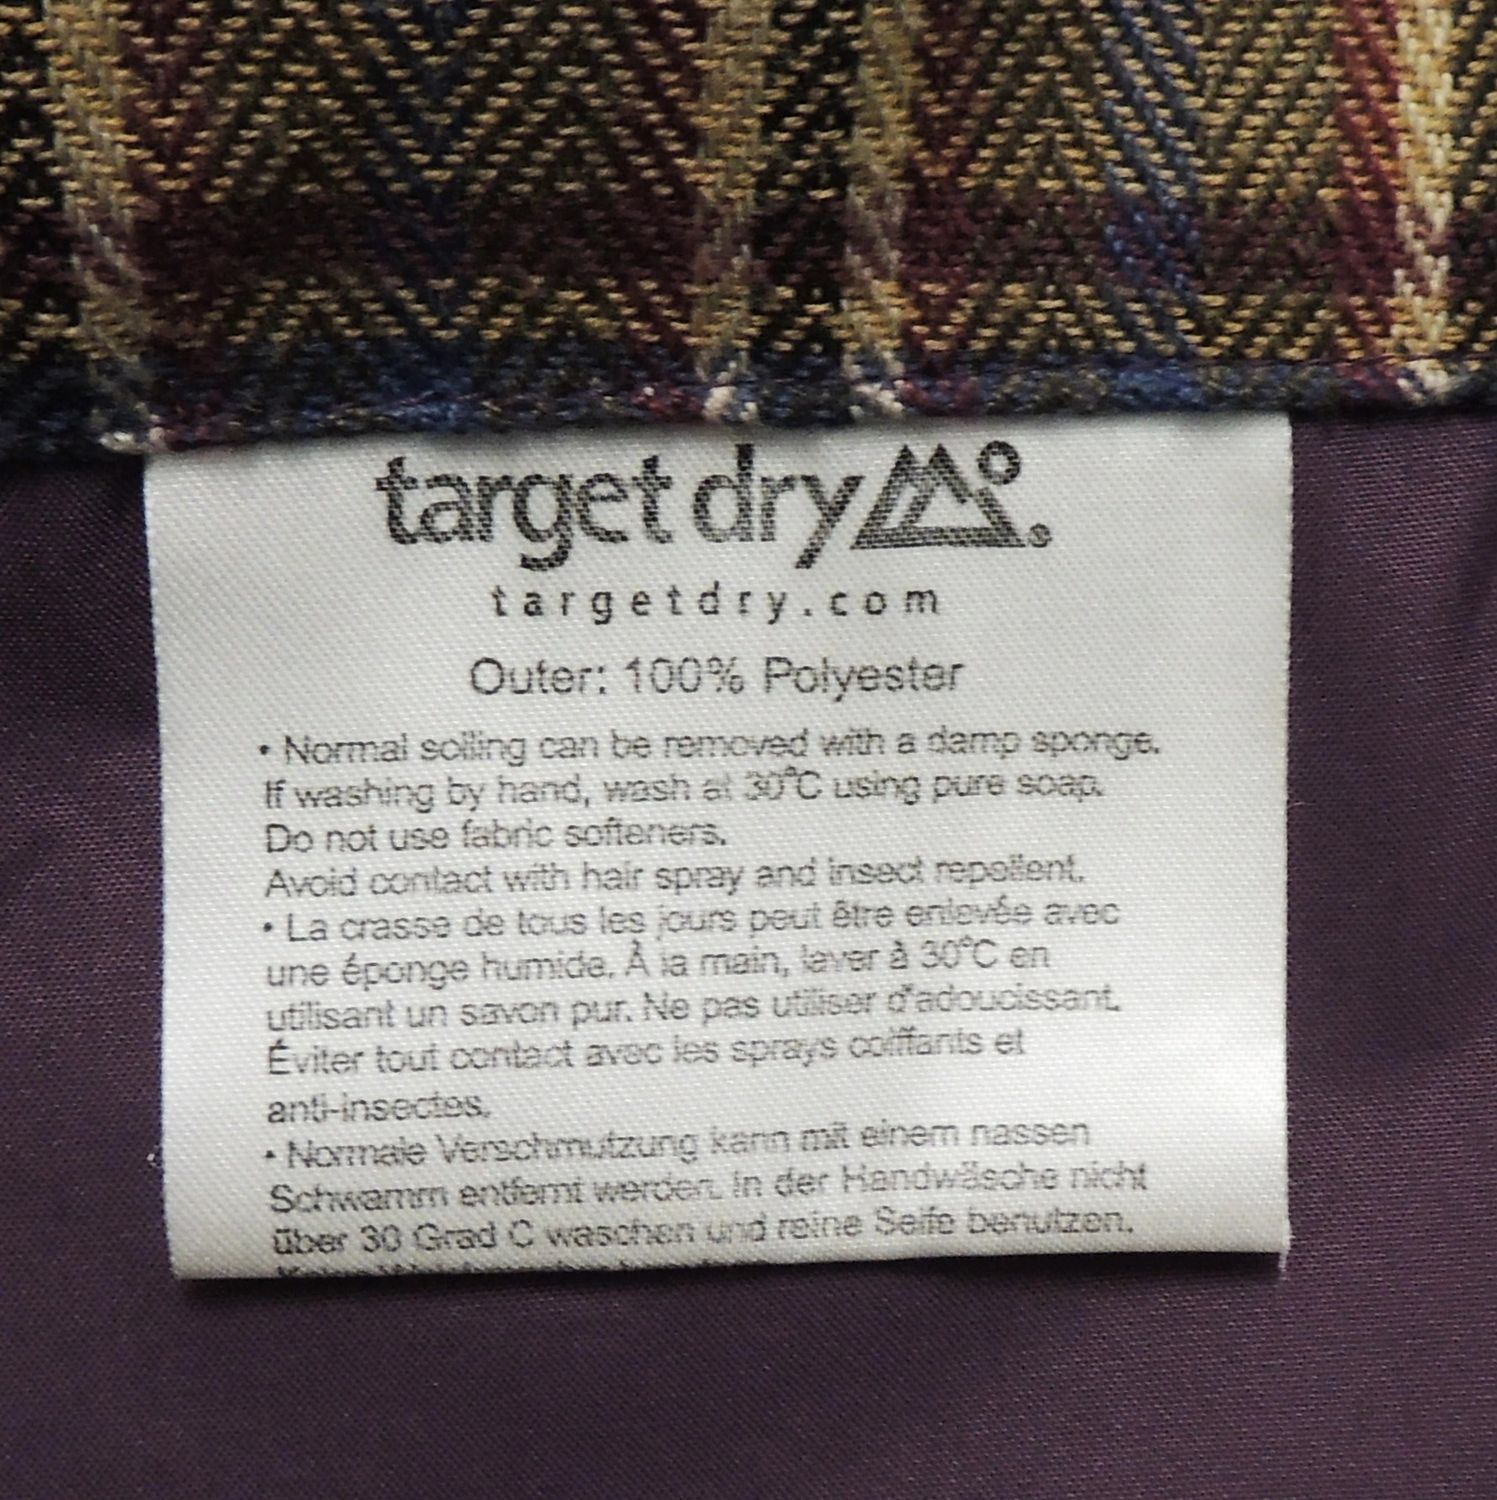 target dry
targetdry.com
Outer: 100% Polyester
• Normal soiling can be removed with a damp sponge.
If washing by hand, wash at 30°C using pure soap.
Do not use fabric softeners.
Avoid contact with hair spray and insect repellent.
• La crasse de tous les jours peut être enlevée avec
une éponge humide. À la main, laver à 30°C en
utilisant un savon pur. Ne pas utiliser d'adoucissant.
Éviter tout contact avec les sprays coiffants et
anti-insectes.
• Normale Verschmutzung kann mit einem nassen
Schwamm entfernt werden. In der Handwäsche nicht
über 30 Grad C waschen und reine Seife benutzen.